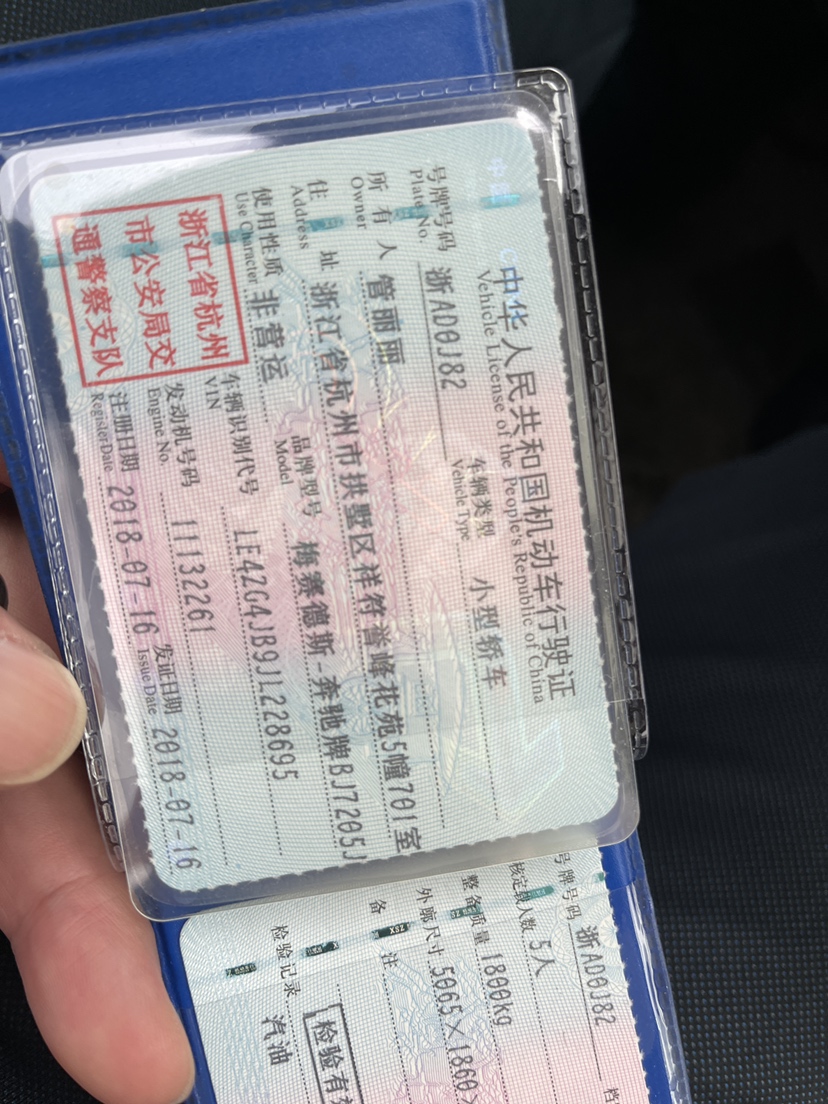 中华人民共和国机动车行驶证
Vehicle License of the People's Republic of China
号牌号码 浙AD0J82 车辆类型 小型轿车
Plate No. Vehicle Type
所有人 管丽丽
Owner
住址 浙江省杭州市拱墅区祥符誉峰花苑5幢701室
Address
使用性质 非营运 品牌型号 梅赛德斯-奔驰牌BJ7205J
Use Character Model
浙江省杭州
市公安局交
通警察支队
车辆识别代号 LE4ZG4JB9JL228695
VIN
发动机号码 11132261
Engine No.
注册日期 2018-07-16 发证日期 2018-07-16
Register Date Issue Date
号牌号码 浙AD0J82 档
核定载人数 5人
整备质量 1800kg
外廓尺寸 5065×1860×
备注
检验有效
检验记录 汽油